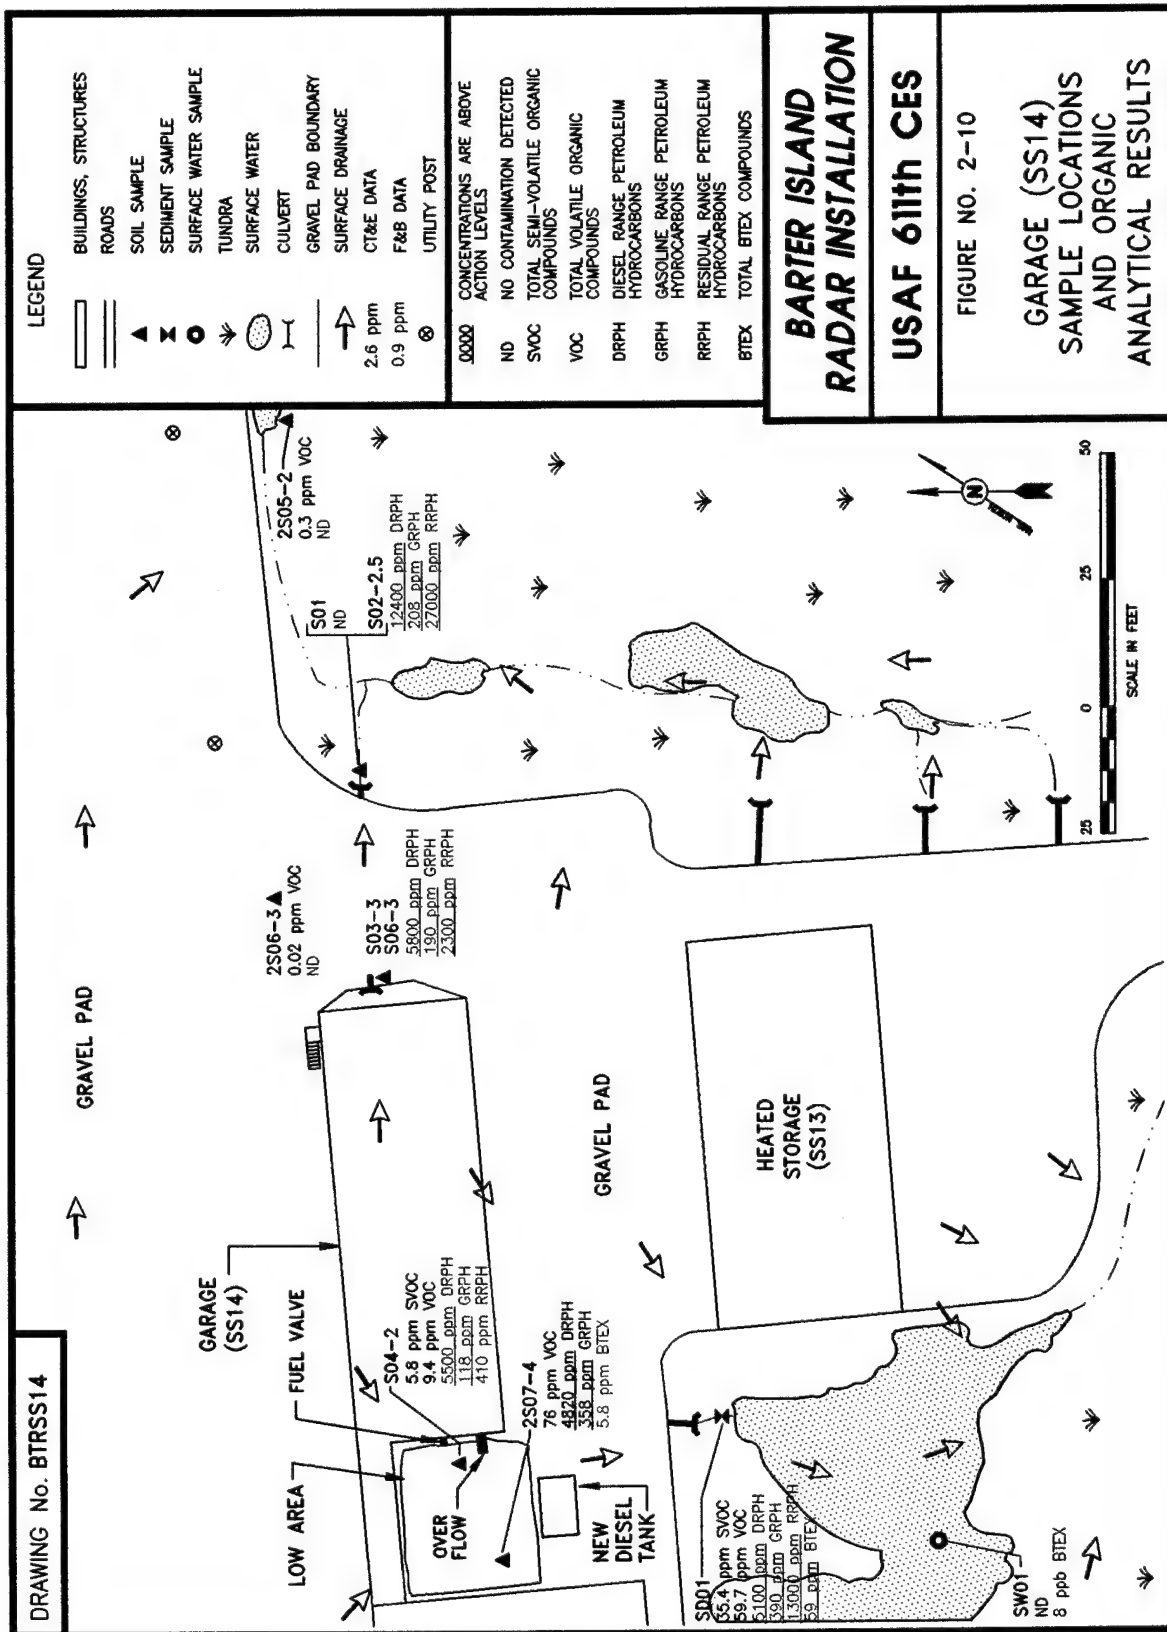 DRAWING No. BTRSS14
GRAVEL PAD
GARAGE
(SS14)
FUEL VALVE
LOW AREA
OVER
FLOW
S04-2
5.8 ppm SVOC
9.4 ppm VOC
5500 ppm DRPH
118 ppm GRPH
410 ppm RRPH
2S07-4
76 ppm VOC
4820 ppm DRPH
358 ppm GRPH
5.8 ppm BTEX
NEW
DIESEL
TANK
2S06-3
0.02 ppm VOC
ND
S03-3
S06-3
5800 ppm DRPH
190 ppm GRPH
2300 ppm RRPH
S01
ND
S02-2.5
12400 ppm DRPH
208 ppm GRPH
27000 ppm RRPH
2S05-2
0.3 ppm VOC
ND
GRAVEL PAD
HEATED
STORAGE
(SS13)
SD01
35.4 ppm SVOC
59.7 ppm VOC
5100 ppm DRPH
390 ppm GRPH
13000 ppm RRPH
59 ppm BTEX
SW01
ND
8 ppb BTEX
N
25 0 25 50
SCALE IN FEET
LEGEND
BUILDINGS, STRUCTURES
ROADS
SOIL SAMPLE
SEDIMENT SAMPLE
SURFACE WATER SAMPLE
TUNDRA
SURFACE WATER
CULVERT
GRAVEL PAD BOUNDARY
SURFACE DRAINAGE
2.6 ppm CT&E DATA
0.9 ppm F&B DATA
UTILITY POST
0000 CONCENTRATIONS ARE ABOVE
ACTION LEVELS
ND NO CONTAMINATION DETECTED
SVOC TOTAL SEMI-VOLATILE ORGANIC
COMPOUNDS
VOC TOTAL VOLATILE ORGANIC
COMPOUNDS
DRPH DIESEL RANGE PETROLEUM
HYDROCARBONS
GRPH GASOLINE RANGE PETROLEUM
HYDROCARBONS
RRPH RESIDUAL RANGE PETROLEUM
HYDROCARBONS
BTEX TOTAL BTEX COMPOUNDS
BARTER ISLAND
RADAR INSTALLATION
USAF 611th CES
FIGURE NO. 2-10
GARAGE (SS14)
SAMPLE LOCATIONS
AND ORGANIC
ANALYTICAL RESULTS